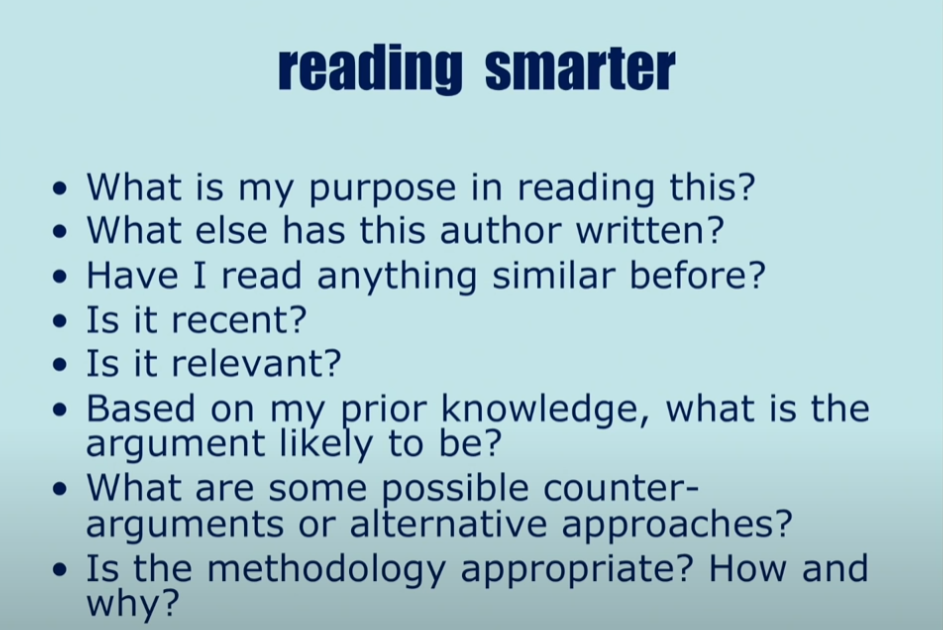 reading smarter
• What is my purpose in reading this?
• What else has this author written?
• Have I read anything similar before?
• Is it recent?
• Is it relevant?
• Based on my prior knowledge, what is the
argument likely to be?
• What are some possible counter-
arguments or alternative approaches?
• Is the methodology appropriate? How and
why?